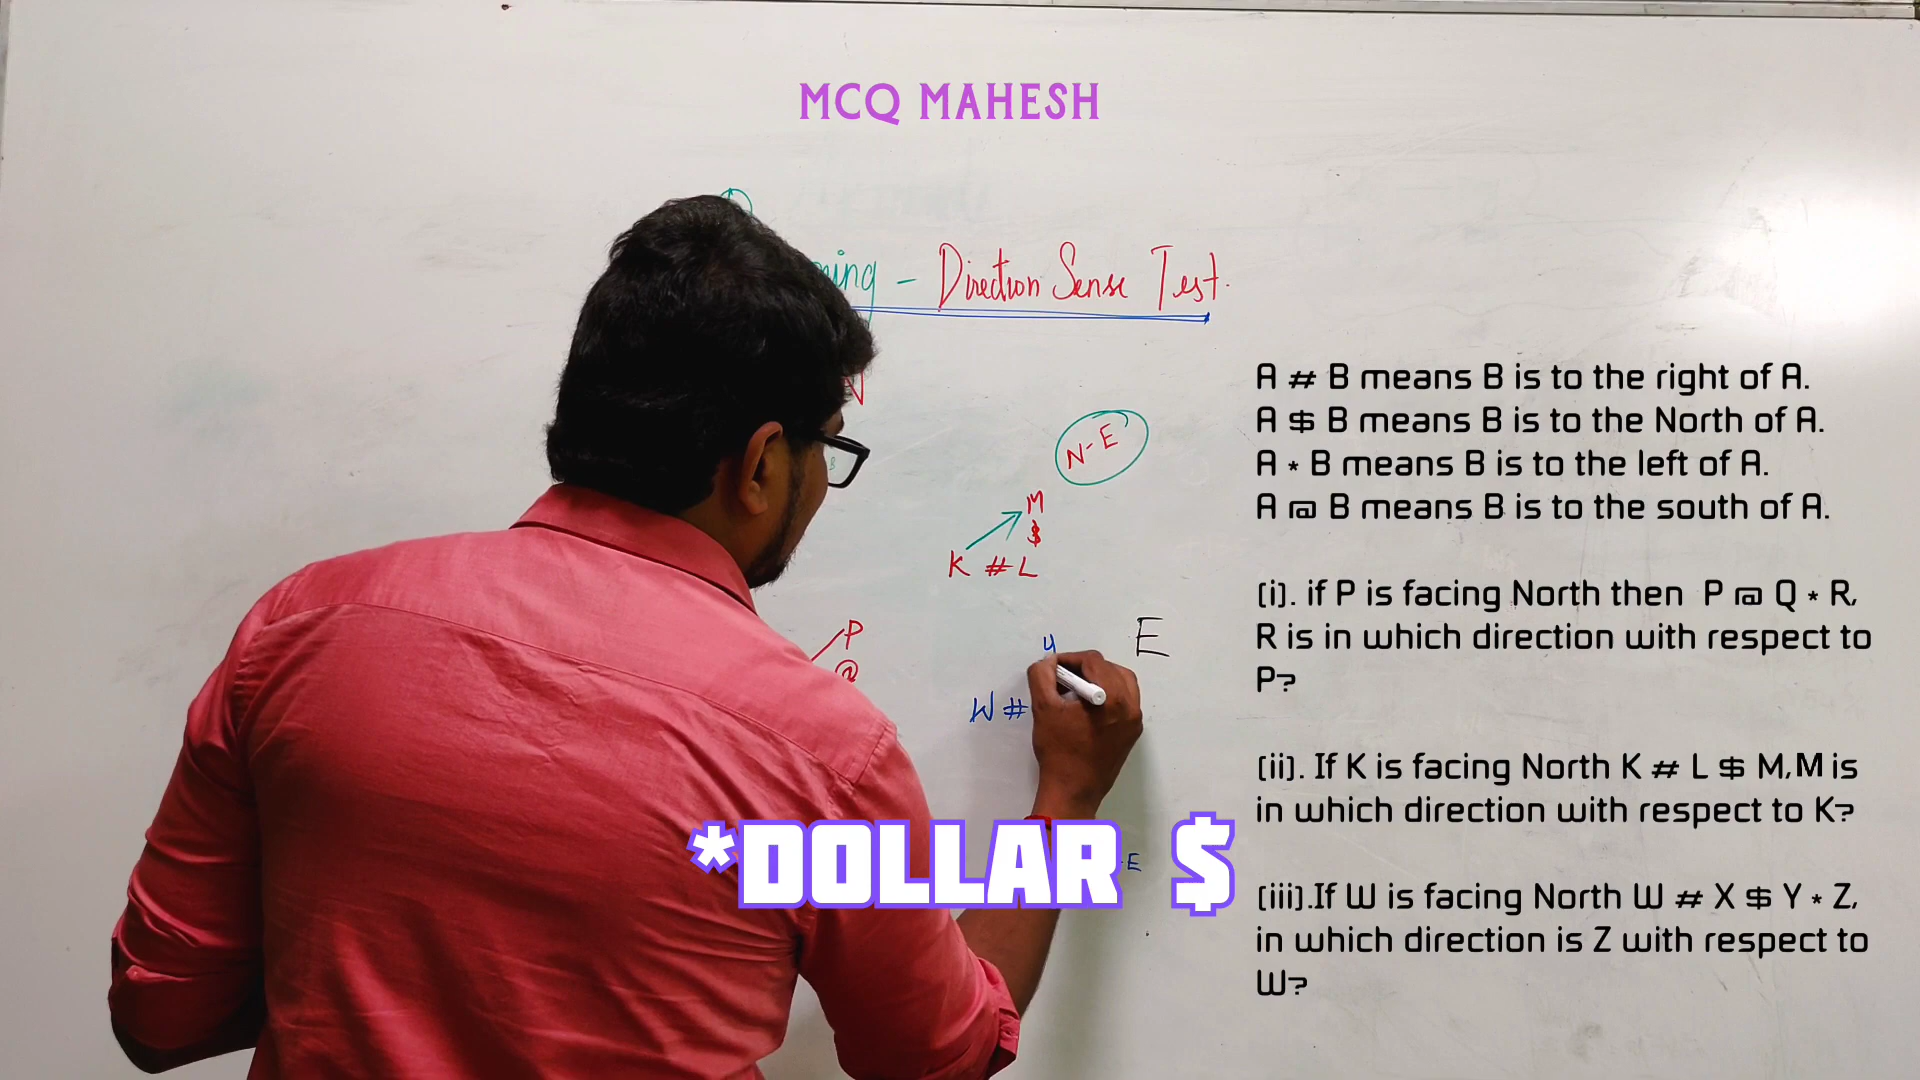 MCQ MAHESH
ning - Direction Sense Test.
N
N-E
M
$
K # L
P
@
y
E
W #
*DOLLAR $
E
A # B means B is to the right of A.
A $ B means B is to the North of A.
A * B means B is to the left of A.
A @ B means B is to the south of A.
(i). if P is facing North then P @ Q * R,
R is in which direction with respect to
P?
(ii). If K is facing North K # L $ M,M is
in which direction with respect to K?
(iii).If W is facing North W # X $ Y * Z,
in which direction is Z with respect to
W?